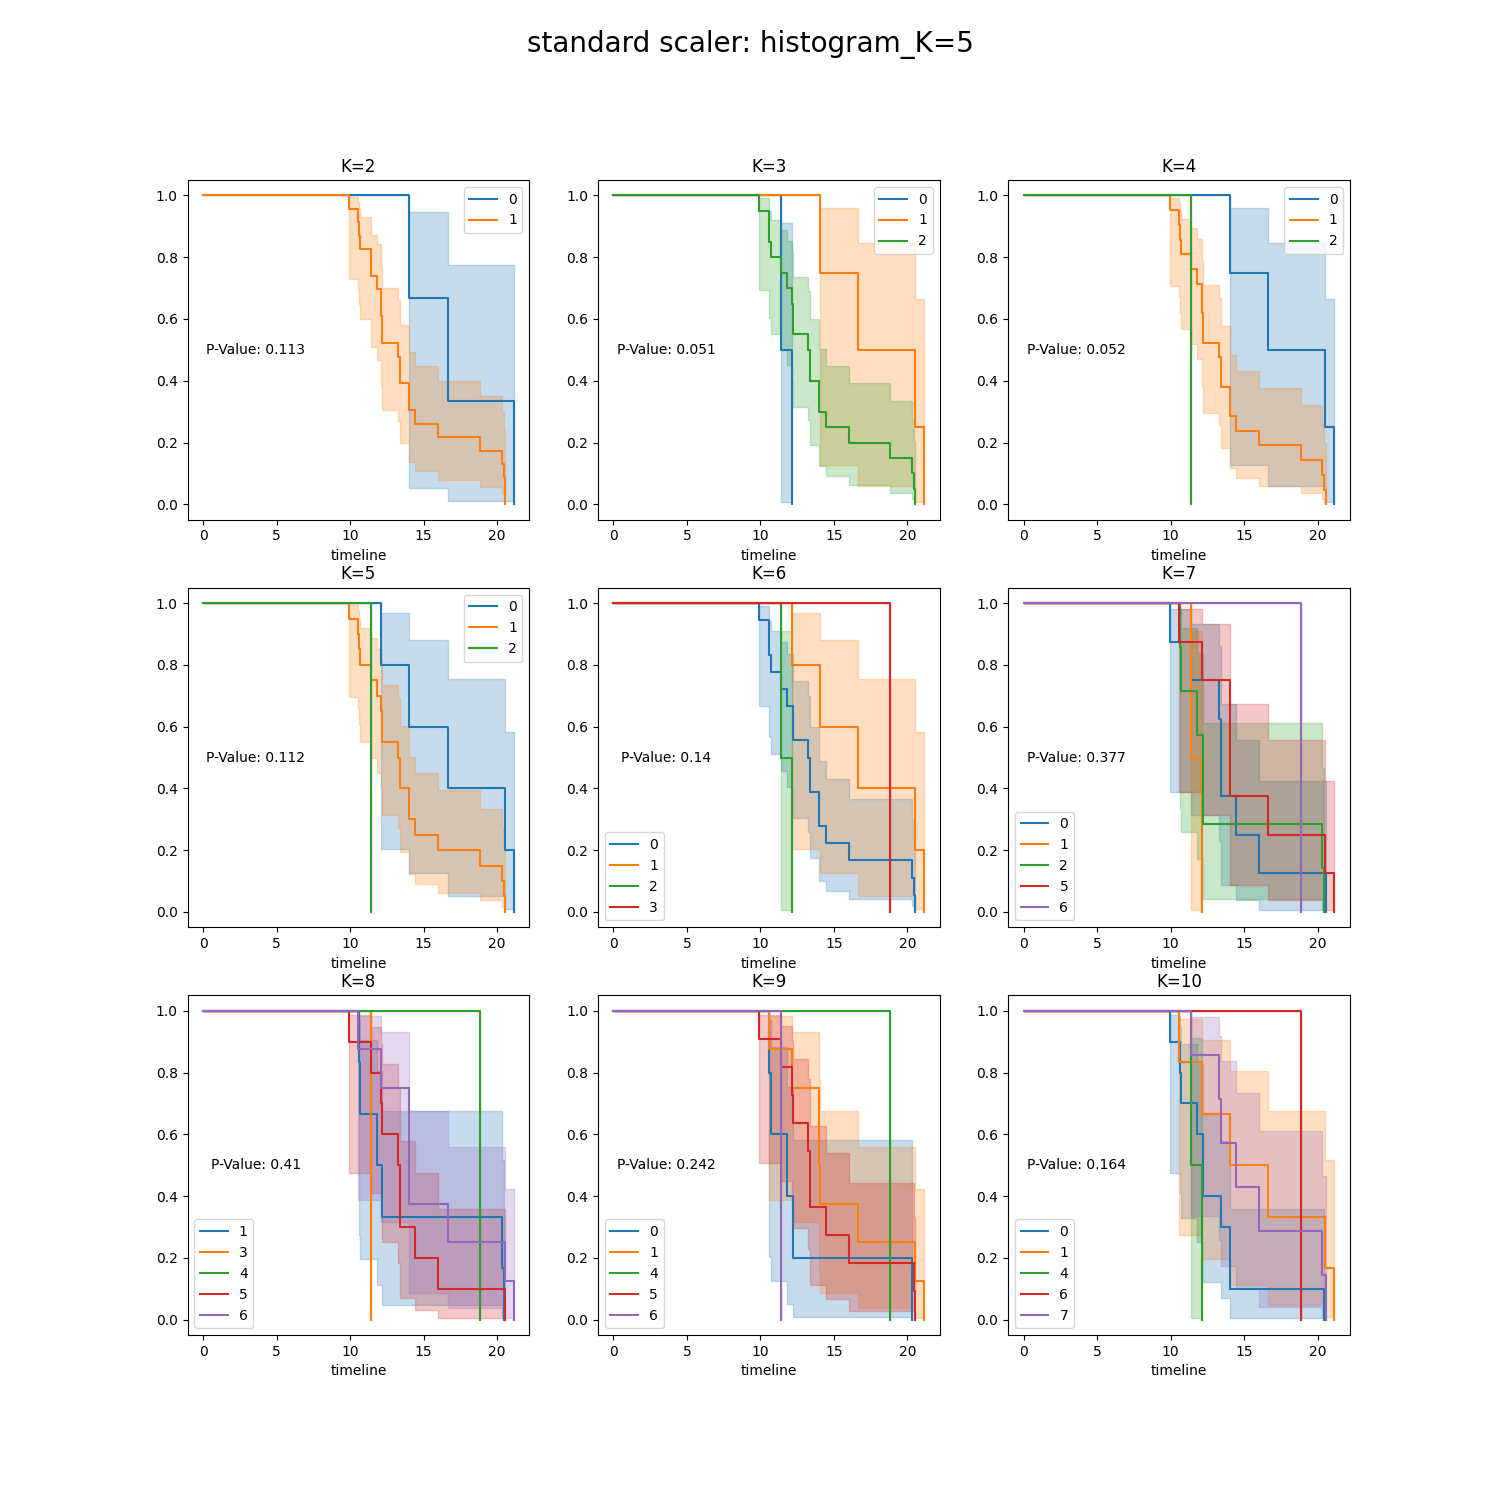 standard scaler: histogram_K=5
K=2
1.0
0.8
0.6
0.4
0.2
0.0
P-Value: 0.113
0
1
0 5 10 15 20
timeline
K=3
1.0
0.8
0.6
0.4
0.2
0.0
P-Value: 0.051
0
1
2
0 5 10 15 20
timeline
K=4
1.0
0.8
0.6
0.4
0.2
0.0
P-Value: 0.052
0
1
2
0 5 10 15 20
timeline
K=5
1.0
0.8
0.6
0.4
0.2
0.0
P-Value: 0.112
0
1
2
0 5 10 15 20
timeline
K=6
1.0
0.8
0.6
0.4
0.2
0.0
P-Value: 0.14
0
1
2
3
0 5 10 15 20
timeline
K=7
1.0
0.8
0.6
0.4
0.2
0.0
P-Value: 0.377
0
1
2
5
6
0 5 10 15 20
timeline
K=8
1.0
0.8
0.6
0.4
0.2
0.0
P-Value: 0.41
1
3
4
5
6
0 5 10 15 20
timeline
K=9
1.0
0.8
0.6
0.4
0.2
0.0
P-Value: 0.242
0
1
4
5
6
0 5 10 15 20
timeline
K=10
1.0
0.8
0.6
0.4
0.2
0.0
P-Value: 0.164
0
1
4
6
7
0 5 10 15 20
timeline